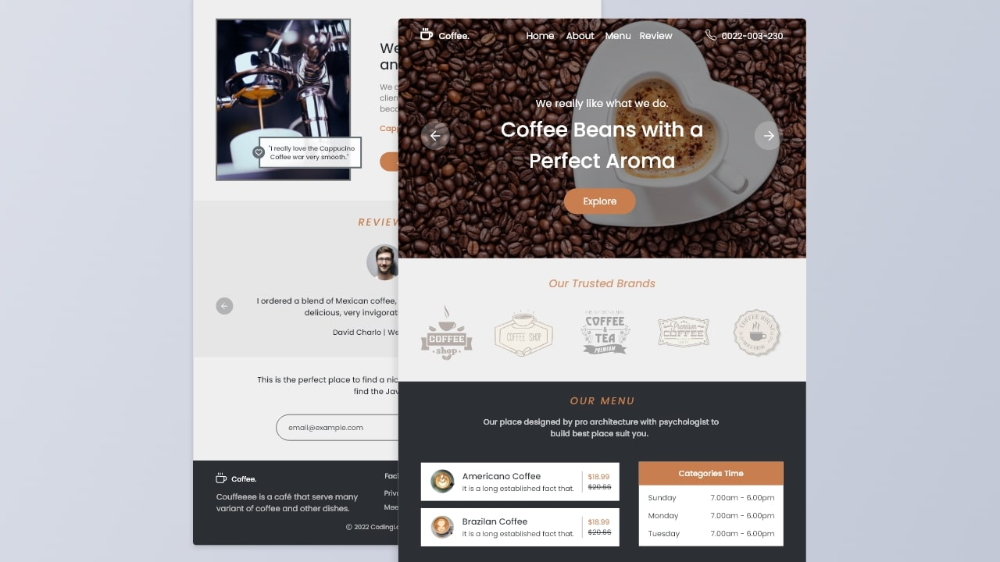 We
an
We c
clien
beca
Capp
"I really love the Cappucino
Coffee war very smooth."
REVIEW
I ordered a blend of Mexican coffee,
delicious, very invigorat
David Charlo | We
This is the perfect place to find a nic
find the Jav
email@example.com
Coffee.
Couffeeee is a café that serve many
variant of coffee and other dishes.
Faci
Priva
Mee
© 2022 CodingLa
Coffee.
Home About Menu Review
0022-003-230
We really like what we do.
Coffee Beans with a
Perfect Aroma
Explore
Our Trusted Brands
COFFEE
shop
COFFEE SHOP
COFFEE
&
TEA
PREMIUM
Premium
COFFEE
COFFEE HOUSE
OUR MENU
Our place designed by pro architecture with psychologist to
build best place suit you.
Americano Coffee
It is a long established fact that.
$18.99
$20.66
Brazilan Coffee
It is a long established fact that.
$18.99
$20.66
Categories Time
Sunday 7.00am - 6.00pm
Monday 7.00am - 6.00pm
Tuesday 7.00am - 6.00pm